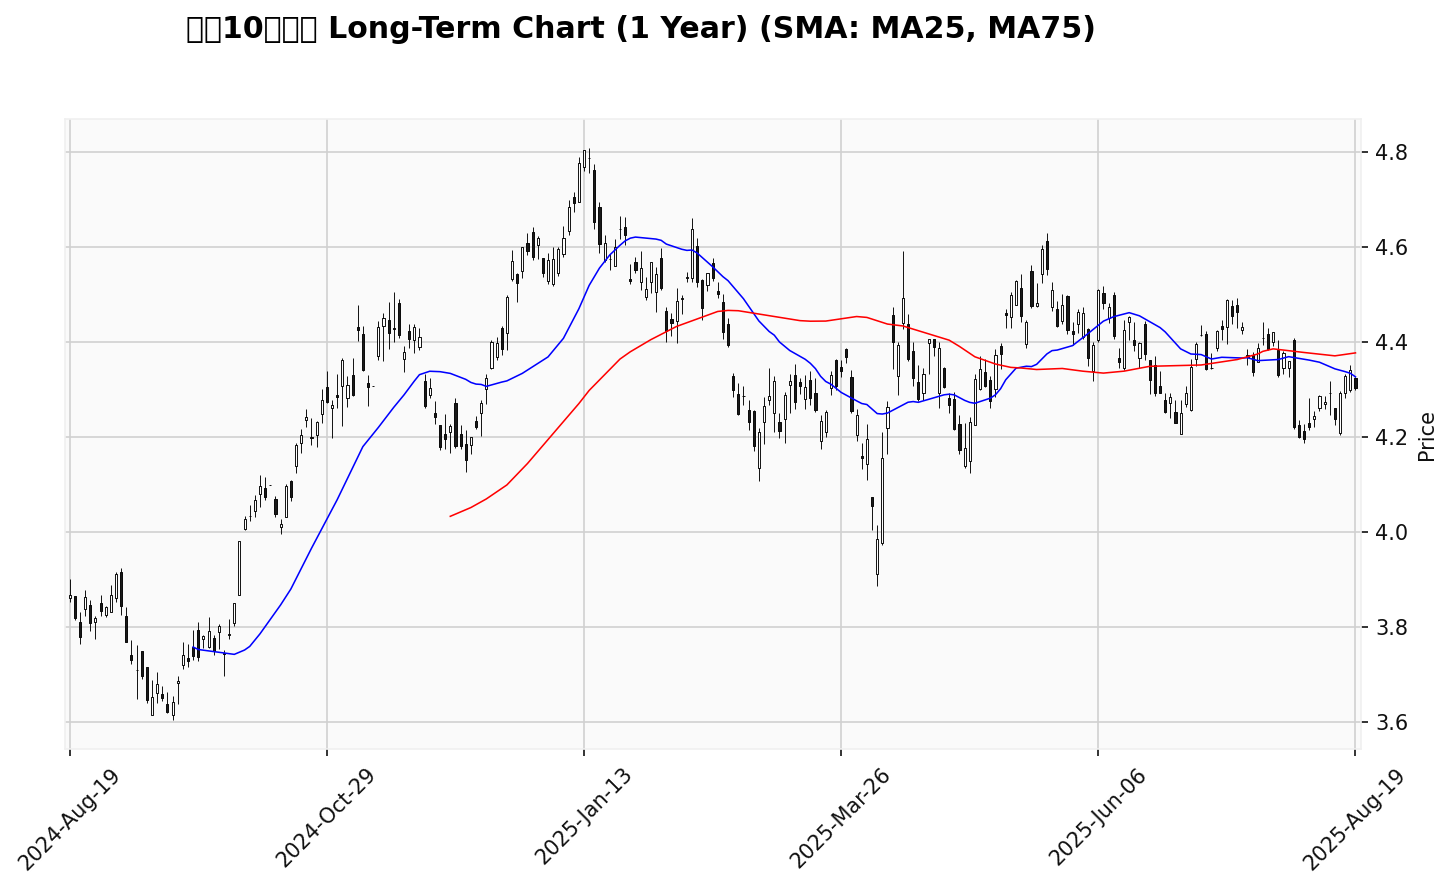 10 Long-Term Chart (1 Year) (SMA: MA25, MA75)
4.8
4.6
4.4
4.2
4.0
3.8
3.6
Price
2024-Aug-19
2024-Oct-29
2025-Jan-13
2025-Mar-26
2025-Jun-06
2025-Aug-19